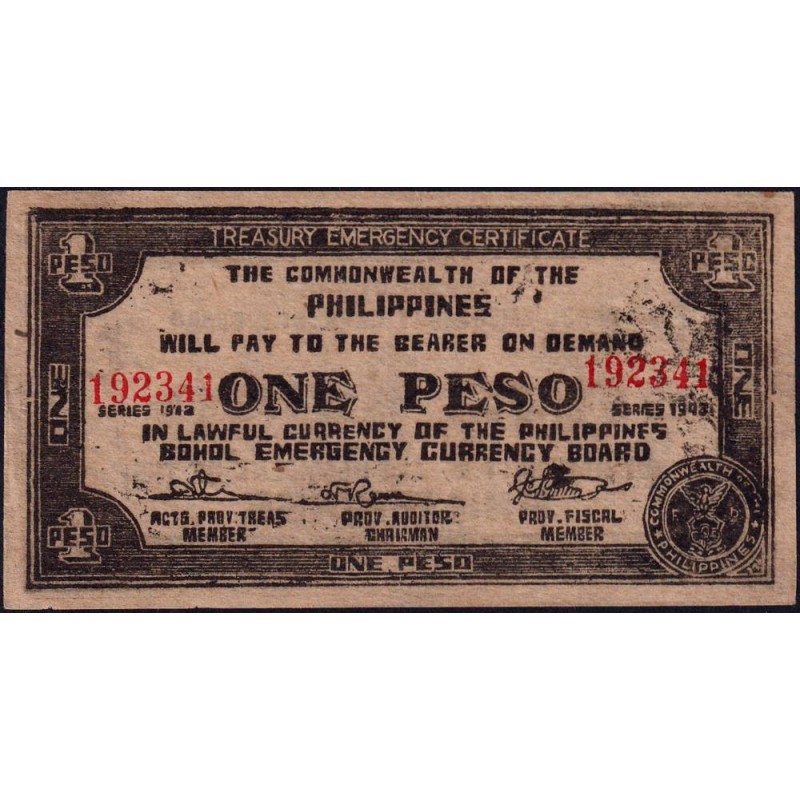 TREASURY EMERGENCY CERTIFICATE
1 PESO
1 PESO
THE COMMONWEALTH OF THE
PHILIPPINES
WILL PAY TO THE BEARER ON DEMAND
192341 ONE PESO 192341
SERIES 1943 SERIES 1943
ONE
ONE
IN LAWFUL CURRENCY OF THE PHILIPPINES
BOHOL EMERGENCY CURRENCY BOARD
ACTG. PROV. TREAS PROV. AUDITOR PROV. FISCAL
MEMBER CHAIRMAN MEMBER
1 PESO
COMMONWEALTH OF THE
PHILIPPINES
ONE PESO